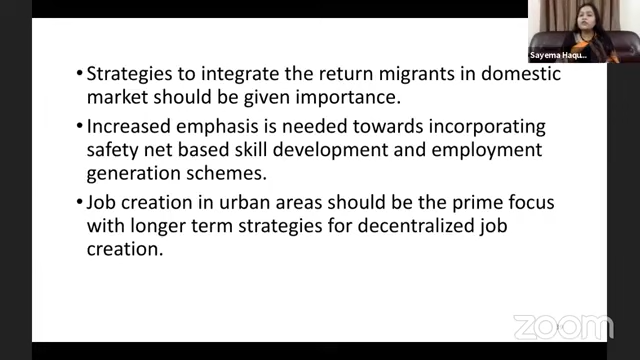 Sayema Haqu...
• Strategies to integrate the return migrants in domestic
market should be given importance.
• Increased emphasis is needed towards incorporating
safety net based skill development and employment
generation schemes.
• Job creation in urban areas should be the prime focus
with longer term strategies for decentralized job
creation.
zoom